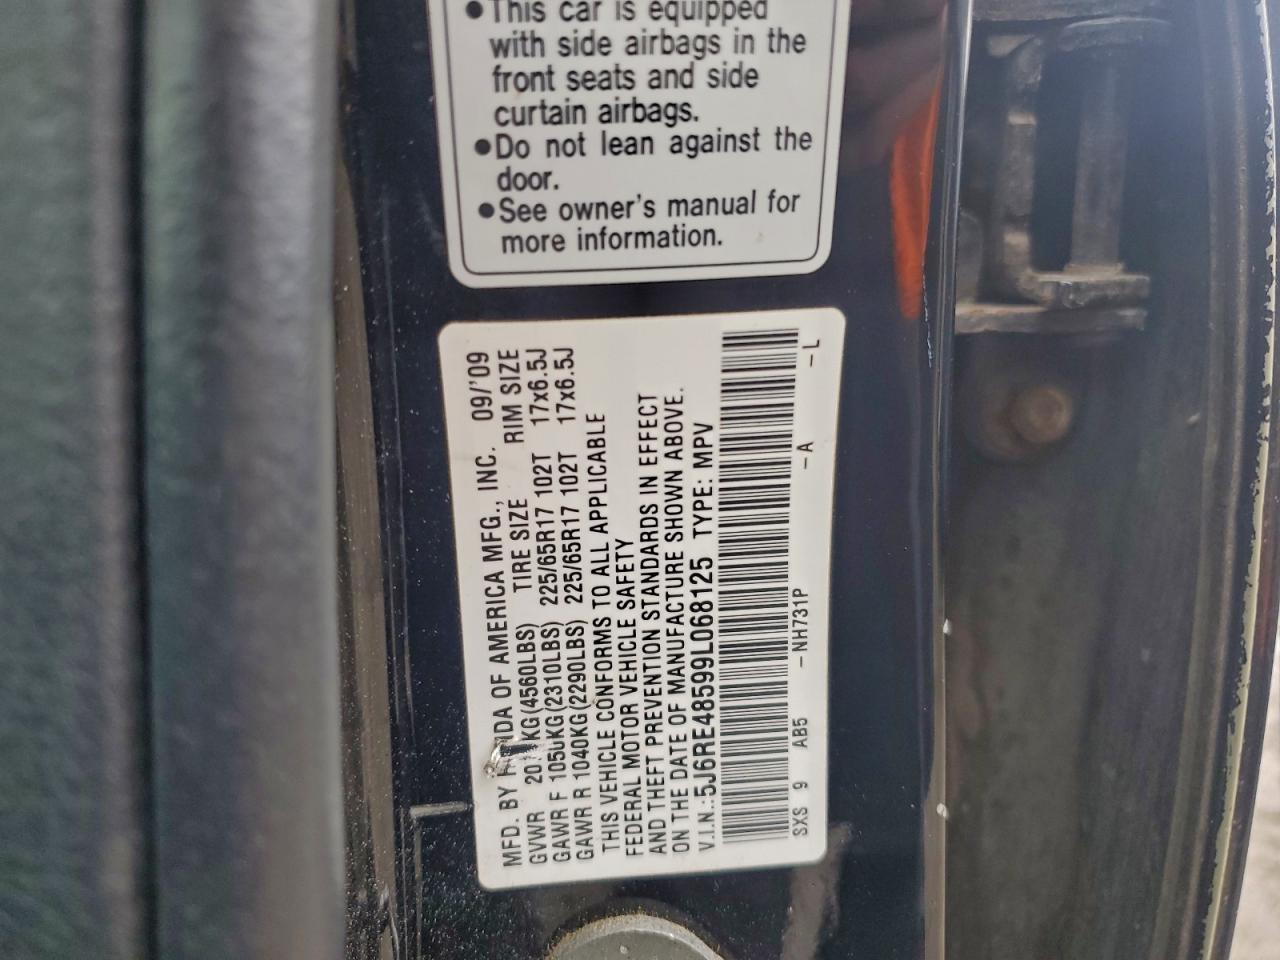 ●This car is equipped
with side airbags in the
front seats and side
curtain airbags.
●Do not lean against the
door.
●See owner's manual for
more information.
MFD. BY OF AMERICA MFG., INC. 09/'09
GVWR (4560LBS) TIRE SIZE RIM SIZE
GAWR F 1050KG(2310LBS) 225/65R17 102T 17x6.5J
GAWR R 1040KG(2290LBS) 225/65R17 102T 17x6.5J
THIS VEHICLE CONFORMS TO ALL APPLICABLE
FEDERAL MOTOR VEHICLE SAFETY
AND THEFT PREVENTION STANDARDS IN EFFECT
ON THE DATE OF MANUFACTURE SHOWN ABOVE.
V.I.N.:5J6RE48599L068125 TYPE: MPV
SXS 9 AB5 -NH731P -A -L